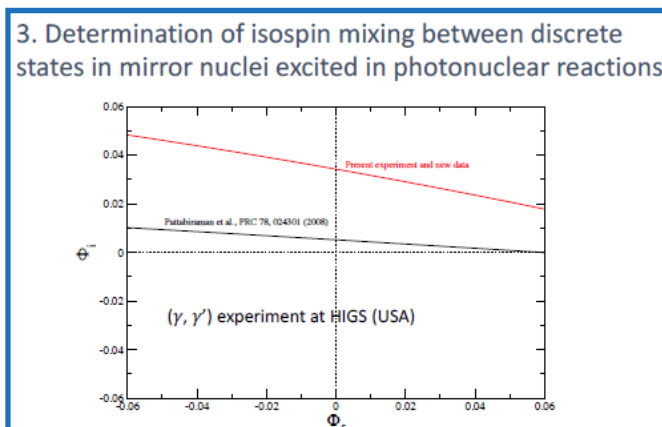 3. Determination of isospin mixing between discrete
states in mirror nuclei excited in photonuclear reactions
0.06
Present experiment and new data
0.04
0.02
Pattabiraman et al., PRC 78, 024301 (2008)
Φi
0
-0.02
(γ, γ′) experiment at HIGS (USA)
-0.04
-0.06
-0.06 -0.04 -0.02 0 0.02 0.04 0.06
Φ